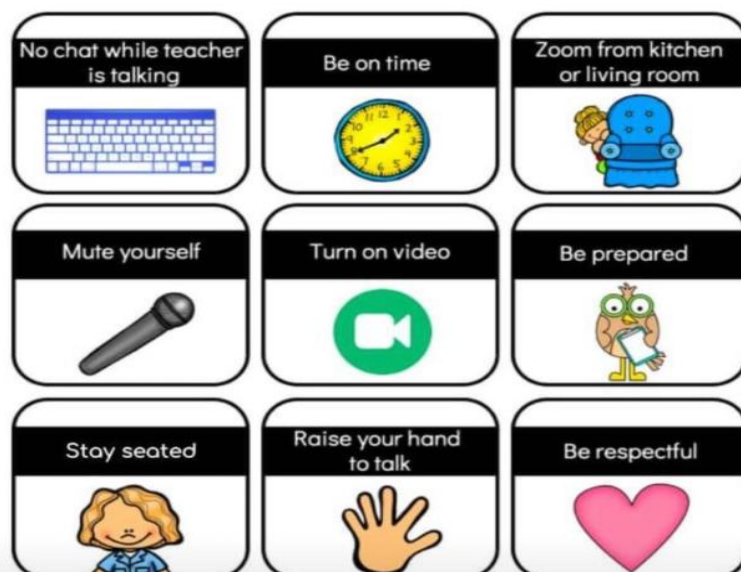 No chat while teacher
is talking
Be on time
Zoom from kitchen
or living room
Mute yourself
Turn on video
Be prepared
Stay seated
Raise your hand
to talk
Be respectful